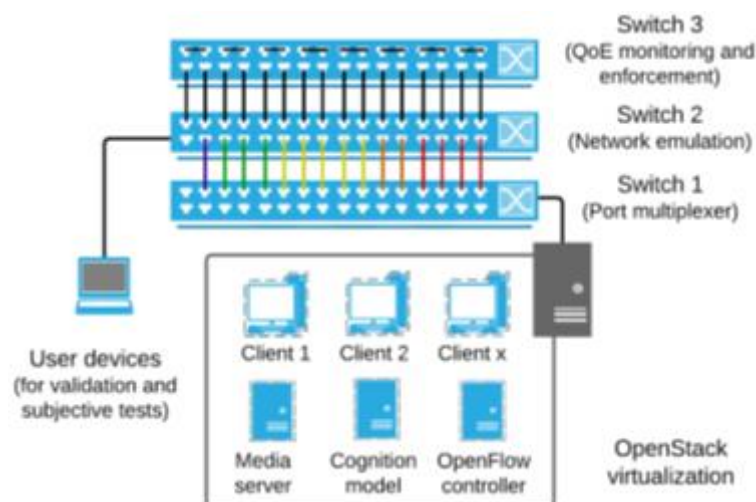 Switch 3
(QoE monitoring and
enforcement)
Switch 2
(Network emulation)
Switch 1
(Port multiplexer)
User devices
(for validation and
subjective tests)
Client 1
Client 2
Client x
Media
server
Cognition
model
OpenFlow
controller
OpenStack
virtualization